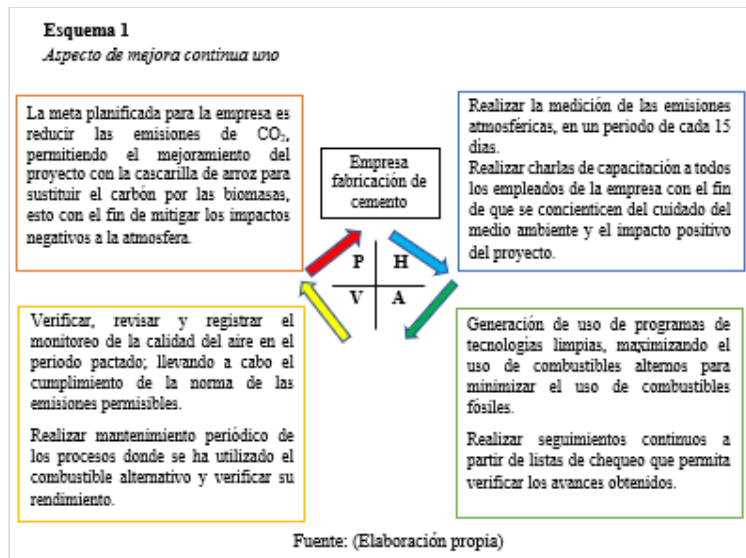 Esquema 1
Aspecto de mejora continua uno
La meta planificada para la empresa es
reducir las emisiones de CO₂,
permitiendo el mejoramiento del
proyecto con la cascarilla de arroz para
sustituir el carbón por las biomasas,
esto con el fin de mitigar los impactos
negativos a la atmosfera.
Empresa
fabricación de
cemento
Realizar la medición de las emisiones
atmosféricas, en un periodo de cada 15
días.
Realizar charlas de capacitación a todos
los empleados de la empresa con el fin
de que se concienticen del cuidado del
medio ambiente y el impacto positivo
del proyecto.
P H
V A
Verificar, revisar y registrar el
monitoreo de la calidad del aire en el
periodo pactado; llevando a cabo el
cumplimiento de la norma de las
emisiones permisibles.
Realizar mantenimiento periódico de
los procesos donde se ha utilizado el
combustible alternativo y verificar su
rendimiento.
Generación de uso de programas de
tecnologías limpias, maximizando el
uso de combustibles alternos para
minimizar el uso de combustibles
fósiles.
Realizar seguimientos continuos a
partir de listas de chequeo que permita
verificar los avances obtenidos.
Fuente: (Elaboración propia)